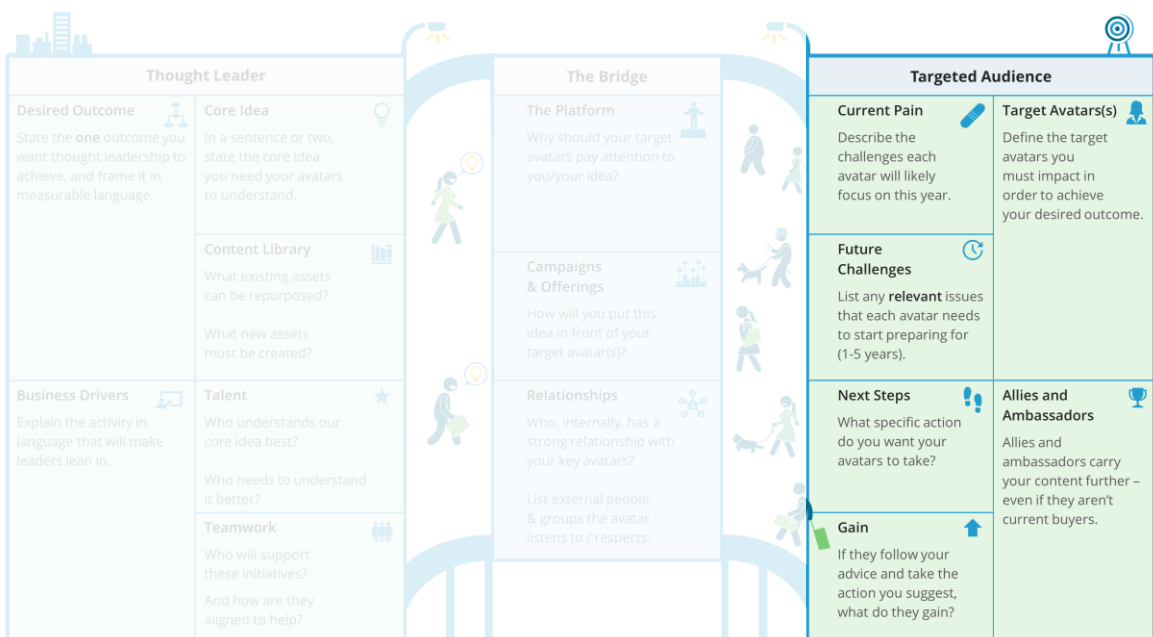 Thought Leader
Desired Outcome
State the one outcome you
want thought leadership to
achieve, and frame it in
measurable language.
Core Idea
In a sentence or two,
state the core idea
you need your avatars
to understand.
Content Library
What existing assets
can be repurposed?
What new assets
must be created?
Business Drivers
Explain the activity in
language that will make
leaders lean in.
Talent
Who understands our
core idea best?
Who needs to understand
it better?
Teamwork
Who will support
these initiatives?
And how are they
aligned to help?
The Bridge
The Platform
Why should your target
avatars pay attention to
you/your idea?
Campaigns
& Offerings
How will you put this
idea in front of your
target avatar(s)?
Relationships
Who, internally, has a
strong relationship with
your key avatars?
List external people
& groups the avatar
listens to / respects.
Targeted Audience
Current Pain
Describe the
challenges each
avatar will likely
focus on this year.
Target Avatars(s)
Define the target
avatars you
must impact in
order to achieve
your desired outcome.
Future
Challenges
List any relevant issues
that each avatar needs
to start preparing for
(1-5 years).
Next Steps
What specific action
do you want your
avatars to take?
Allies and
Ambassadors
Allies and
ambassadors carry
your content further –
even if they aren't
current buyers.
Gain
If they follow your
advice and take the
action you suggest,
what do they gain?